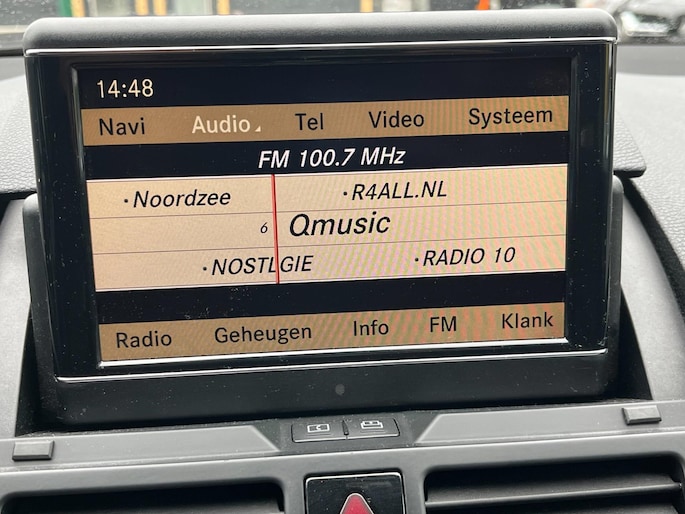 14:48
Navi Audio Tel Video Systeem
FM 100.7 MHz
·Noordzee ·R4ALL.NL
6 Qmusic
·NOSTLGIE ·RADIO 10
Radio Geheugen Info FM Klank